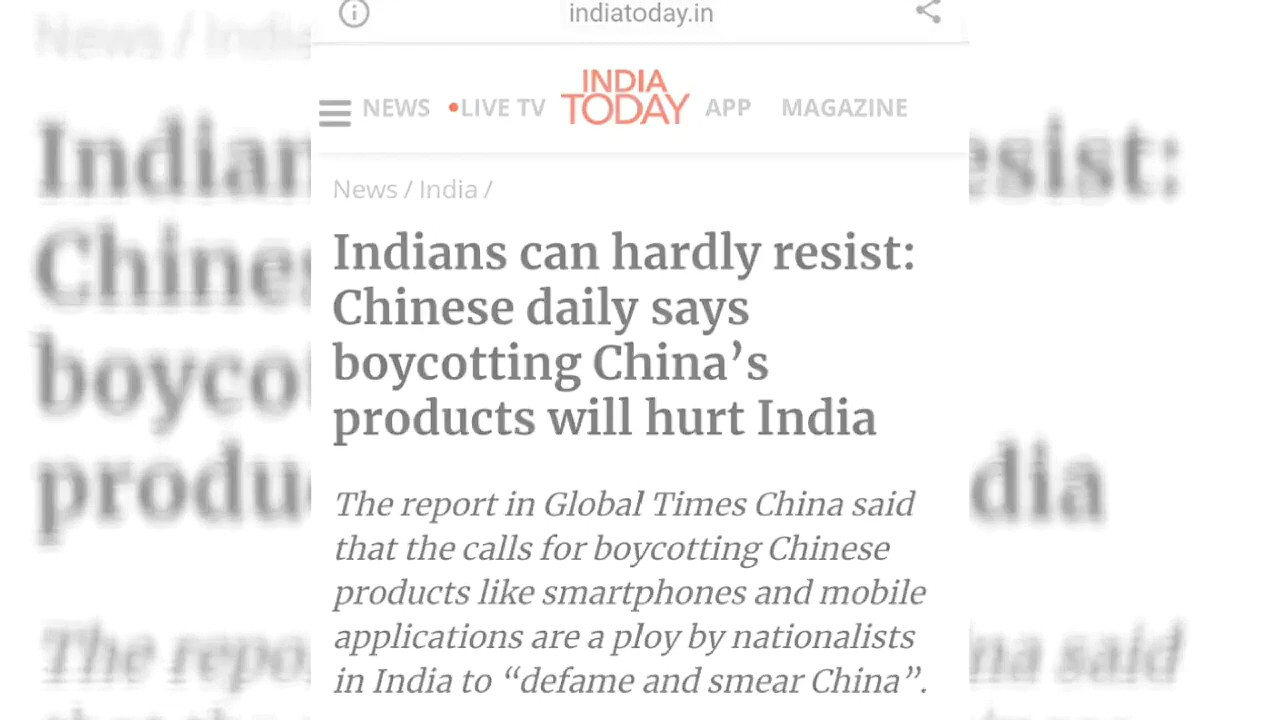 indiatoday.in
NEWS LIVE TV INDIA TODAY APP MAGAZINE
News / India /
Indians can hardly resist:
Chinese daily says
boycotting China’s
products will hurt India
The report in Global Times China said
that the calls for boycotting Chinese
products like smartphones and mobile
applications are a ploy by nationalists
in India to “defame and smear China”.